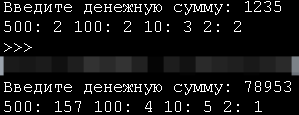 Введите денежную сумму: 1235
500: 2 100: 2 10: 3 2: 2
>>>
Введите денежную сумму: 78953
500: 157 100: 4 10: 5 2: 1